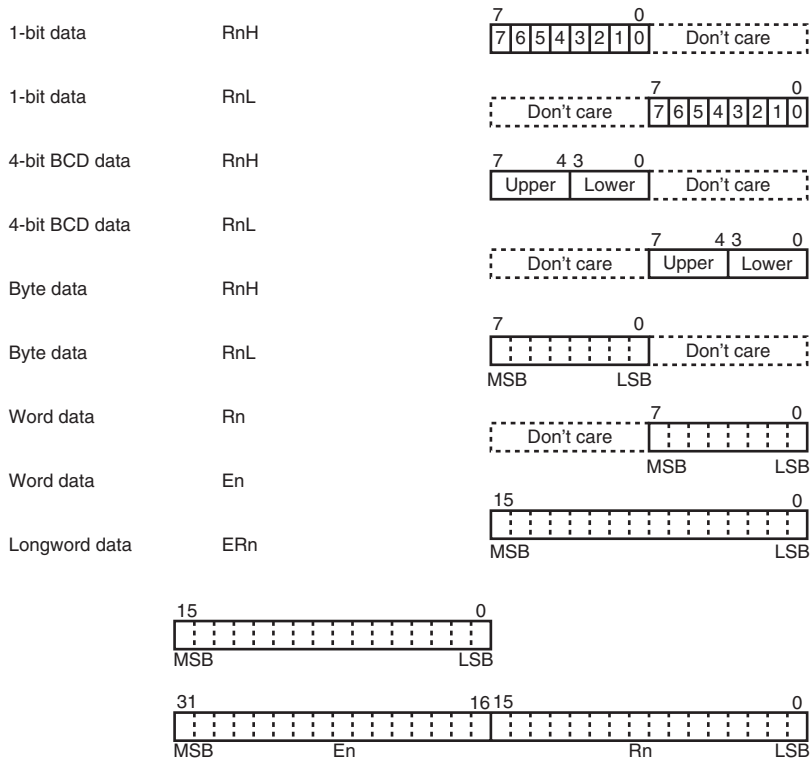 7 0
1-bit data RnH 7 6 5 4 3 2 1 0 Don't care
7 0
1-bit data RnL Don't care 7 6 5 4 3 2 1 0
4-bit BCD data RnH 7 4 3 0
Upper Lower Don't care
4-bit BCD data RnL
7 4 3 0
Don't care Upper Lower
Byte data RnH
7 0
Byte data RnL Don't care
MSB LSB
Word data Rn 7 0
Don't care
MSB LSB
Word data En
15 0
Longword data ERn MSB LSB
15 0
MSB LSB
31 16 15 0
MSB En Rn LSB